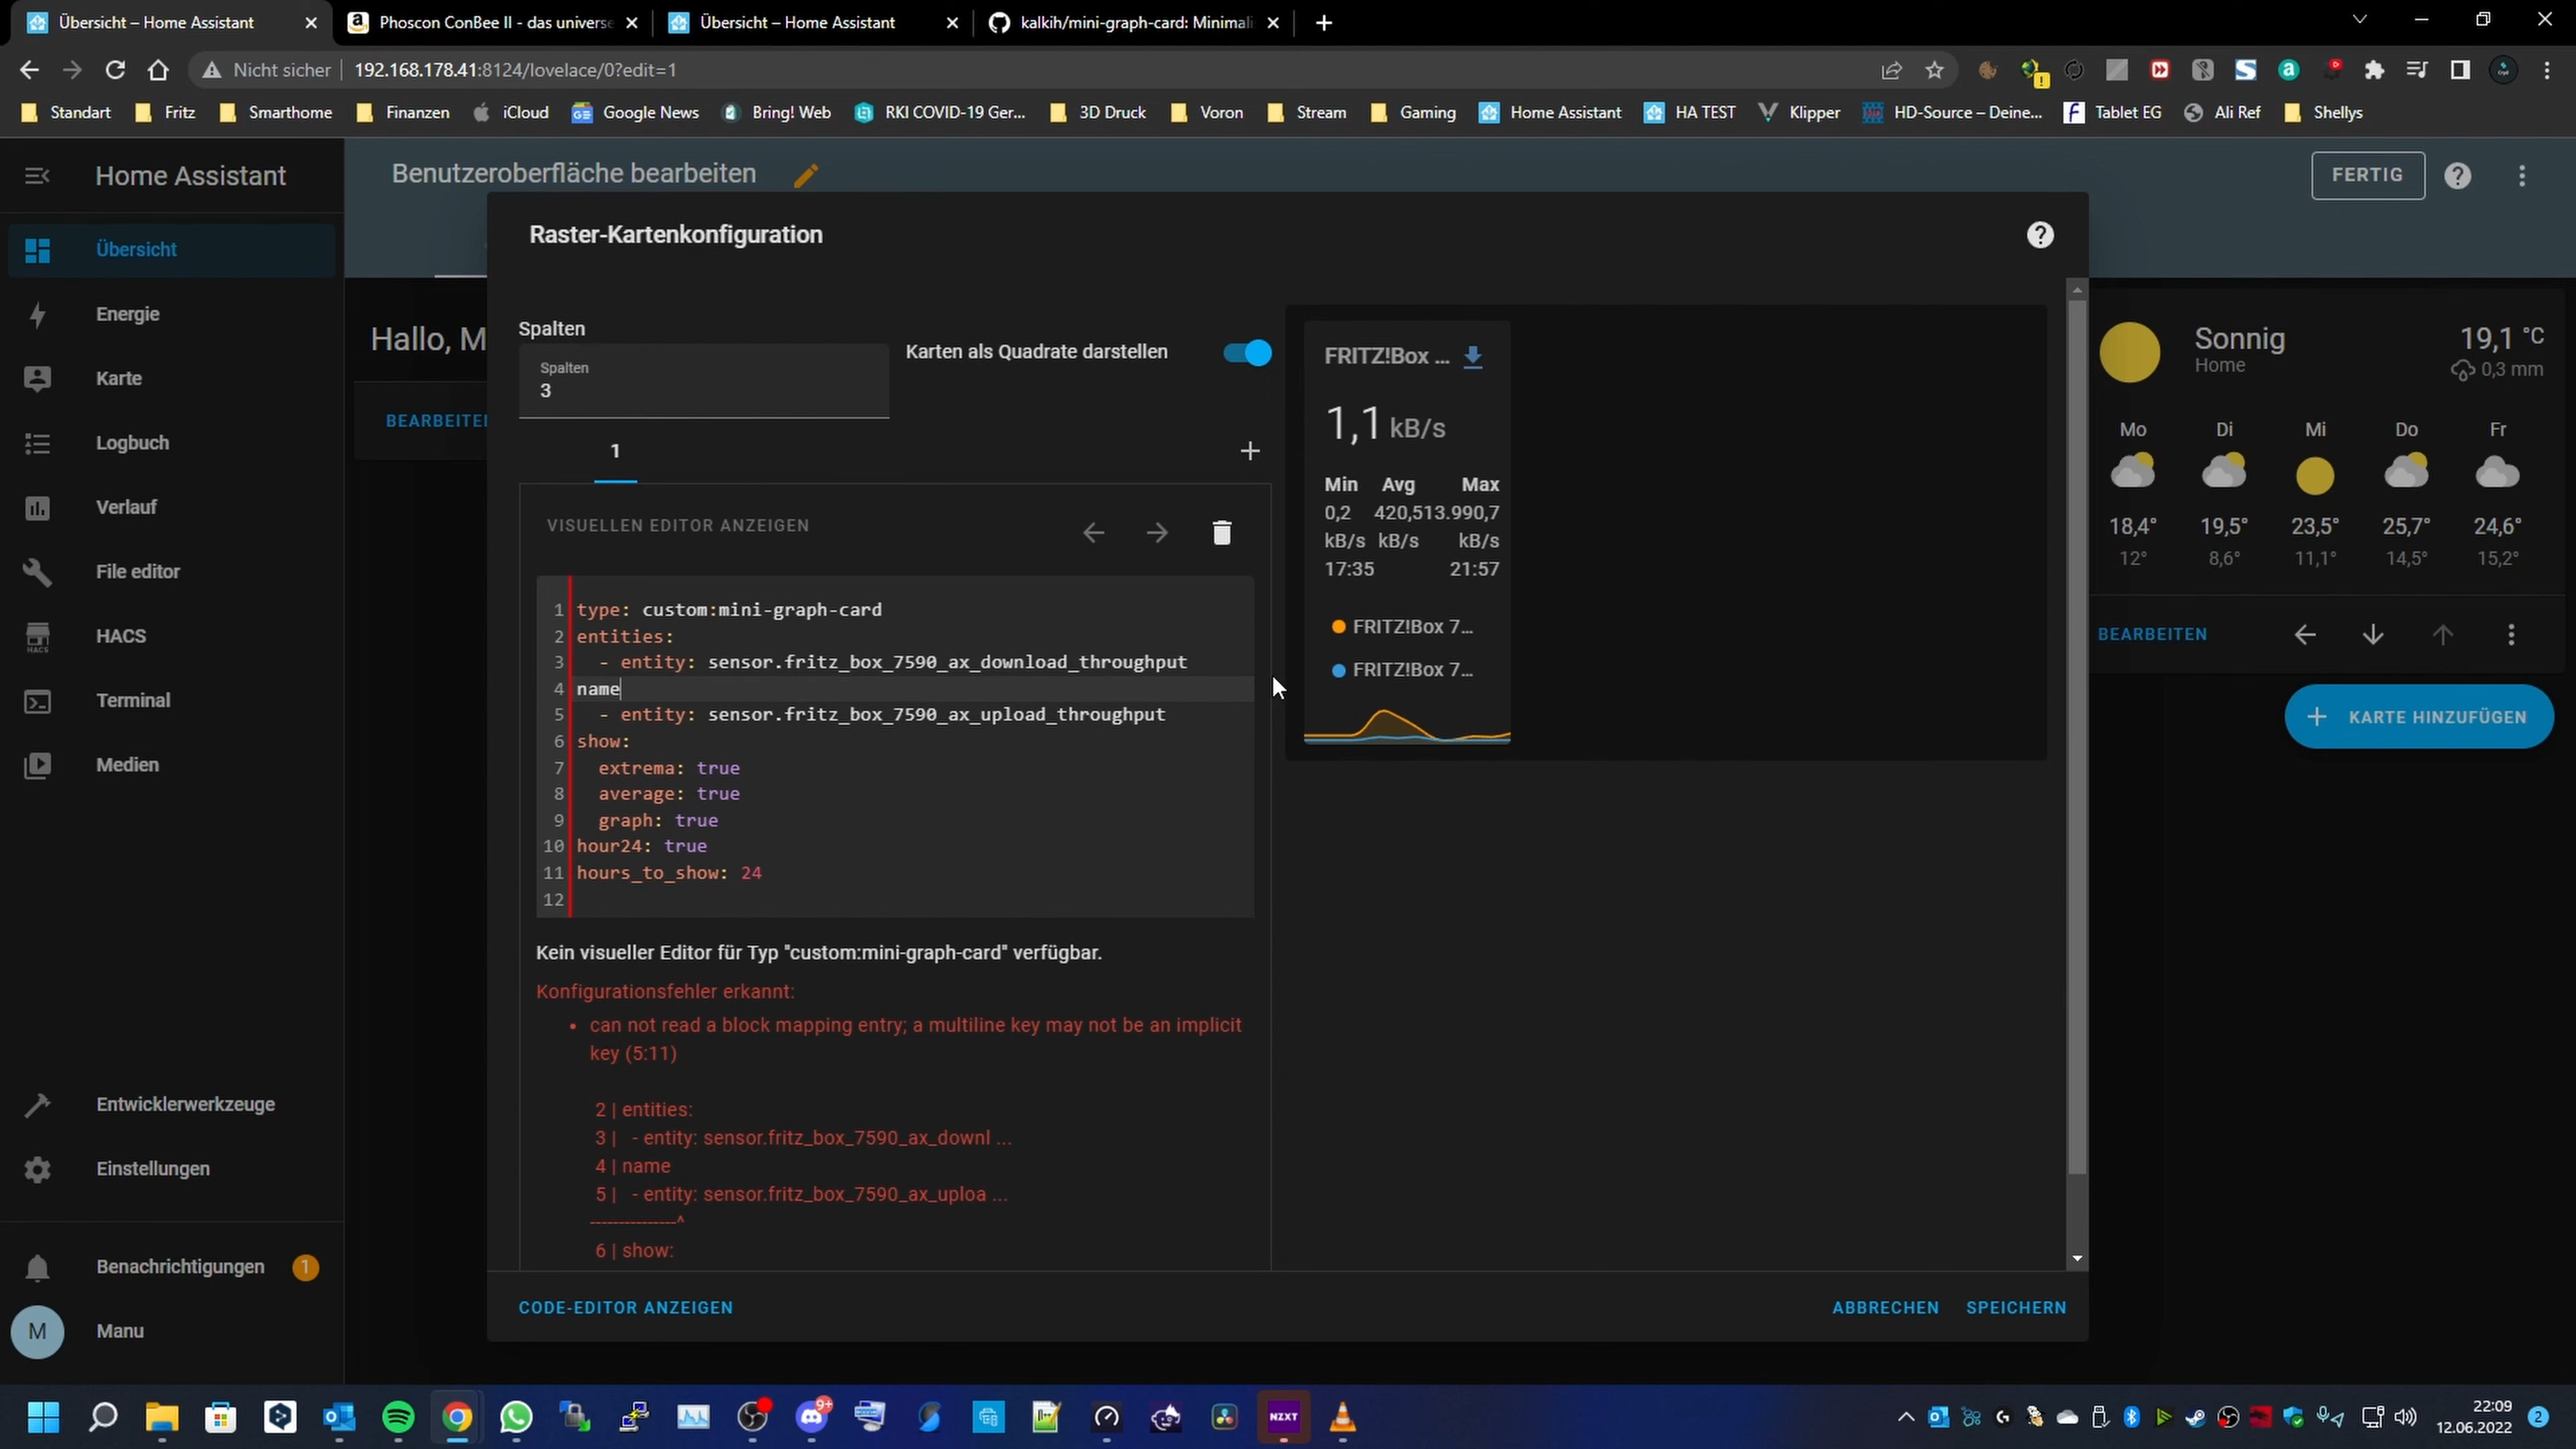 Übersicht – Home Assistant
Phoscon ConBee II - das universe
Übersicht – Home Assistant
kalkih/mini-graph-card: Minimali
Nicht sicher
192.168.178.41:8124/lovelace/0?edit=1
Standart
Fritz
Smarthome
Finanzen
iCloud
Google News
Bring! Web
RKI COVID-19 Ger...
3D Druck
Voron
Stream
Gaming
Home Assistant
HA TEST
Klipper
HD-Source – Deine...
Tablet EG
Ali Ref
Shellys
Home Assistant
Benutzeroberfläche bearbeiten
FERTIG
Übersicht
Energie
Karte
Logbuch
Verlauf
File editor
HACS
Terminal
Medien
Entwicklerwerkzeuge
Einstellungen
Benachrichtigungen
1
M
Manu
Hallo, M
BEARBEITEN
Raster-Kartenkonfiguration
Spalten
Spalten
3
Karten als Quadrate darstellen
1
VISUELLEN EDITOR ANZEIGEN
1 type: custom:mini-graph-card
2 entities:
3 - entity: sensor.fritz_box_7590_ax_download_throughput
4 name
5 - entity: sensor.fritz_box_7590_ax_upload_throughput
6 show:
7 extrema: true
8 average: true
9 graph: true
10 hour24: true
11 hours_to_show: 24
12
Kein visueller Editor für Typ "custom:mini-graph-card" verfügbar.
Konfigurationsfehler erkannt:
• can not read a block mapping entry; a multiline key may not be an implicit
key (5:11)
2 | entities:
3 | - entity: sensor.fritz_box_7590_ax_downl ...
4 | name
5 | - entity: sensor.fritz_box_7590_ax_uploa ...
---------------^
6 | show:
CODE-EDITOR ANZEIGEN
ABBRECHEN
SPEICHERN
FRITZ!Box ...
1,1 kB/s
Min Avg Max
0,2 420,513.990,7
kB/s kB/s kB/s
17:35 21:57
FRITZ!Box 7...
FRITZ!Box 7...
Sonnig
Home
19,1 °C
0,3 mm
Mo Di Mi Do Fr
18,4° 19,5° 23,5° 25,7° 24,6°
12° 8,6° 11,1° 14,5° 15,2°
BEARBEITEN
KARTE HINZUFÜGEN
9+
NZXT
22:09
12.06.2022
2